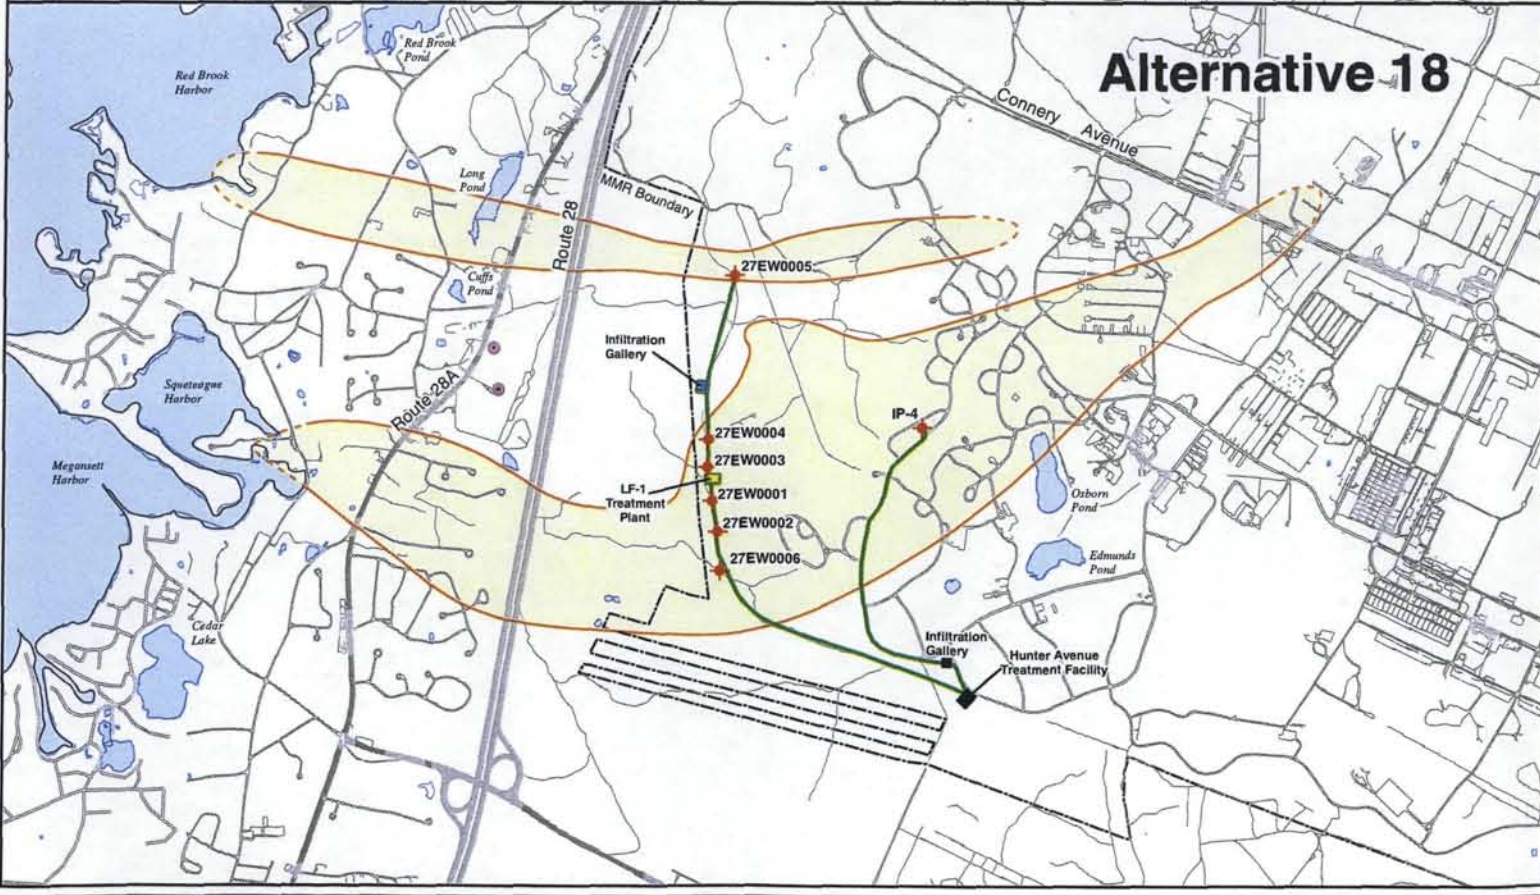 Alternative 18
Red Brook
Pond
Red Brook
Harbor
Connery Avenue
Long
Pond
MMR Boundary
Route 28
27EW0005
Cuffs
Pond
Infiltration
Gallery
Squeteague
Harbor
Route 28A
IP-4
27EW0004
27EW0003
Megansett
Harbor
LF-1
Treatment
Plant
27EW0001
Osborn
Pond
27EW0002
27EW0006
Edmunds
Pond
Cedar
Lake
Infiltration
Gallery
Hunter Avenue
Treatment Facility